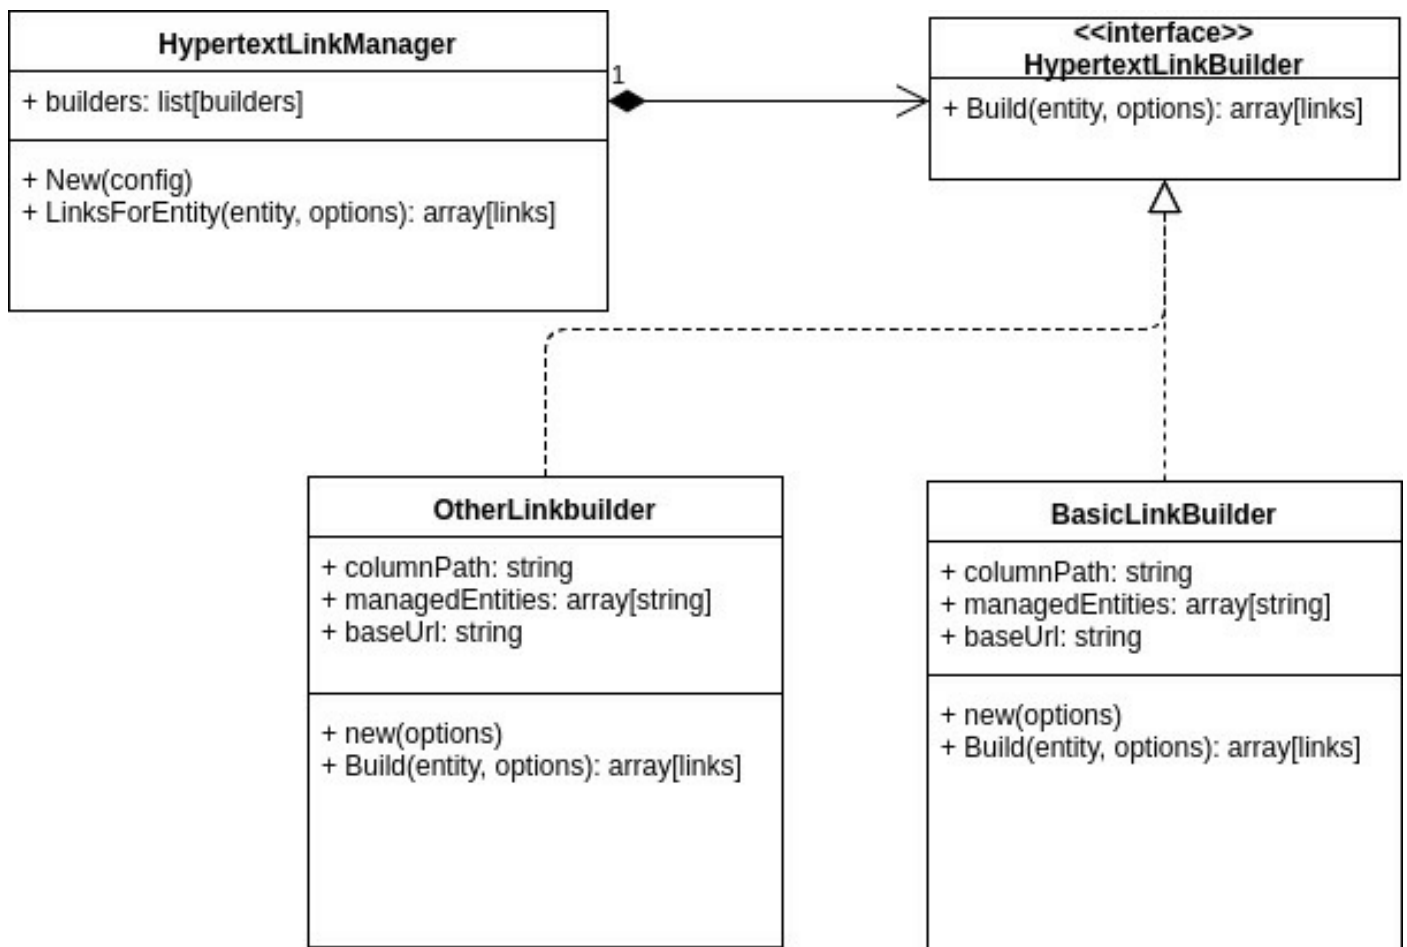 HypertextLinkManager
+ builders: list[builders]
+ New(config)
+ LinksForEntity(entity, options): array[links]
1
<<interface>>
HypertextLinkBuilder
+ Build(entity, options): array[links]
OtherLinkbuilder
+ columnPath: string
+ managedEntities: array[string]
+ baseUrl: string
+ new(options)
+ Build(entity, options): array[links]
BasicLinkBuilder
+ columnPath: string
+ managedEntities: array[string]
+ baseUrl: string
+ new(options)
+ Build(entity, options): array[links]